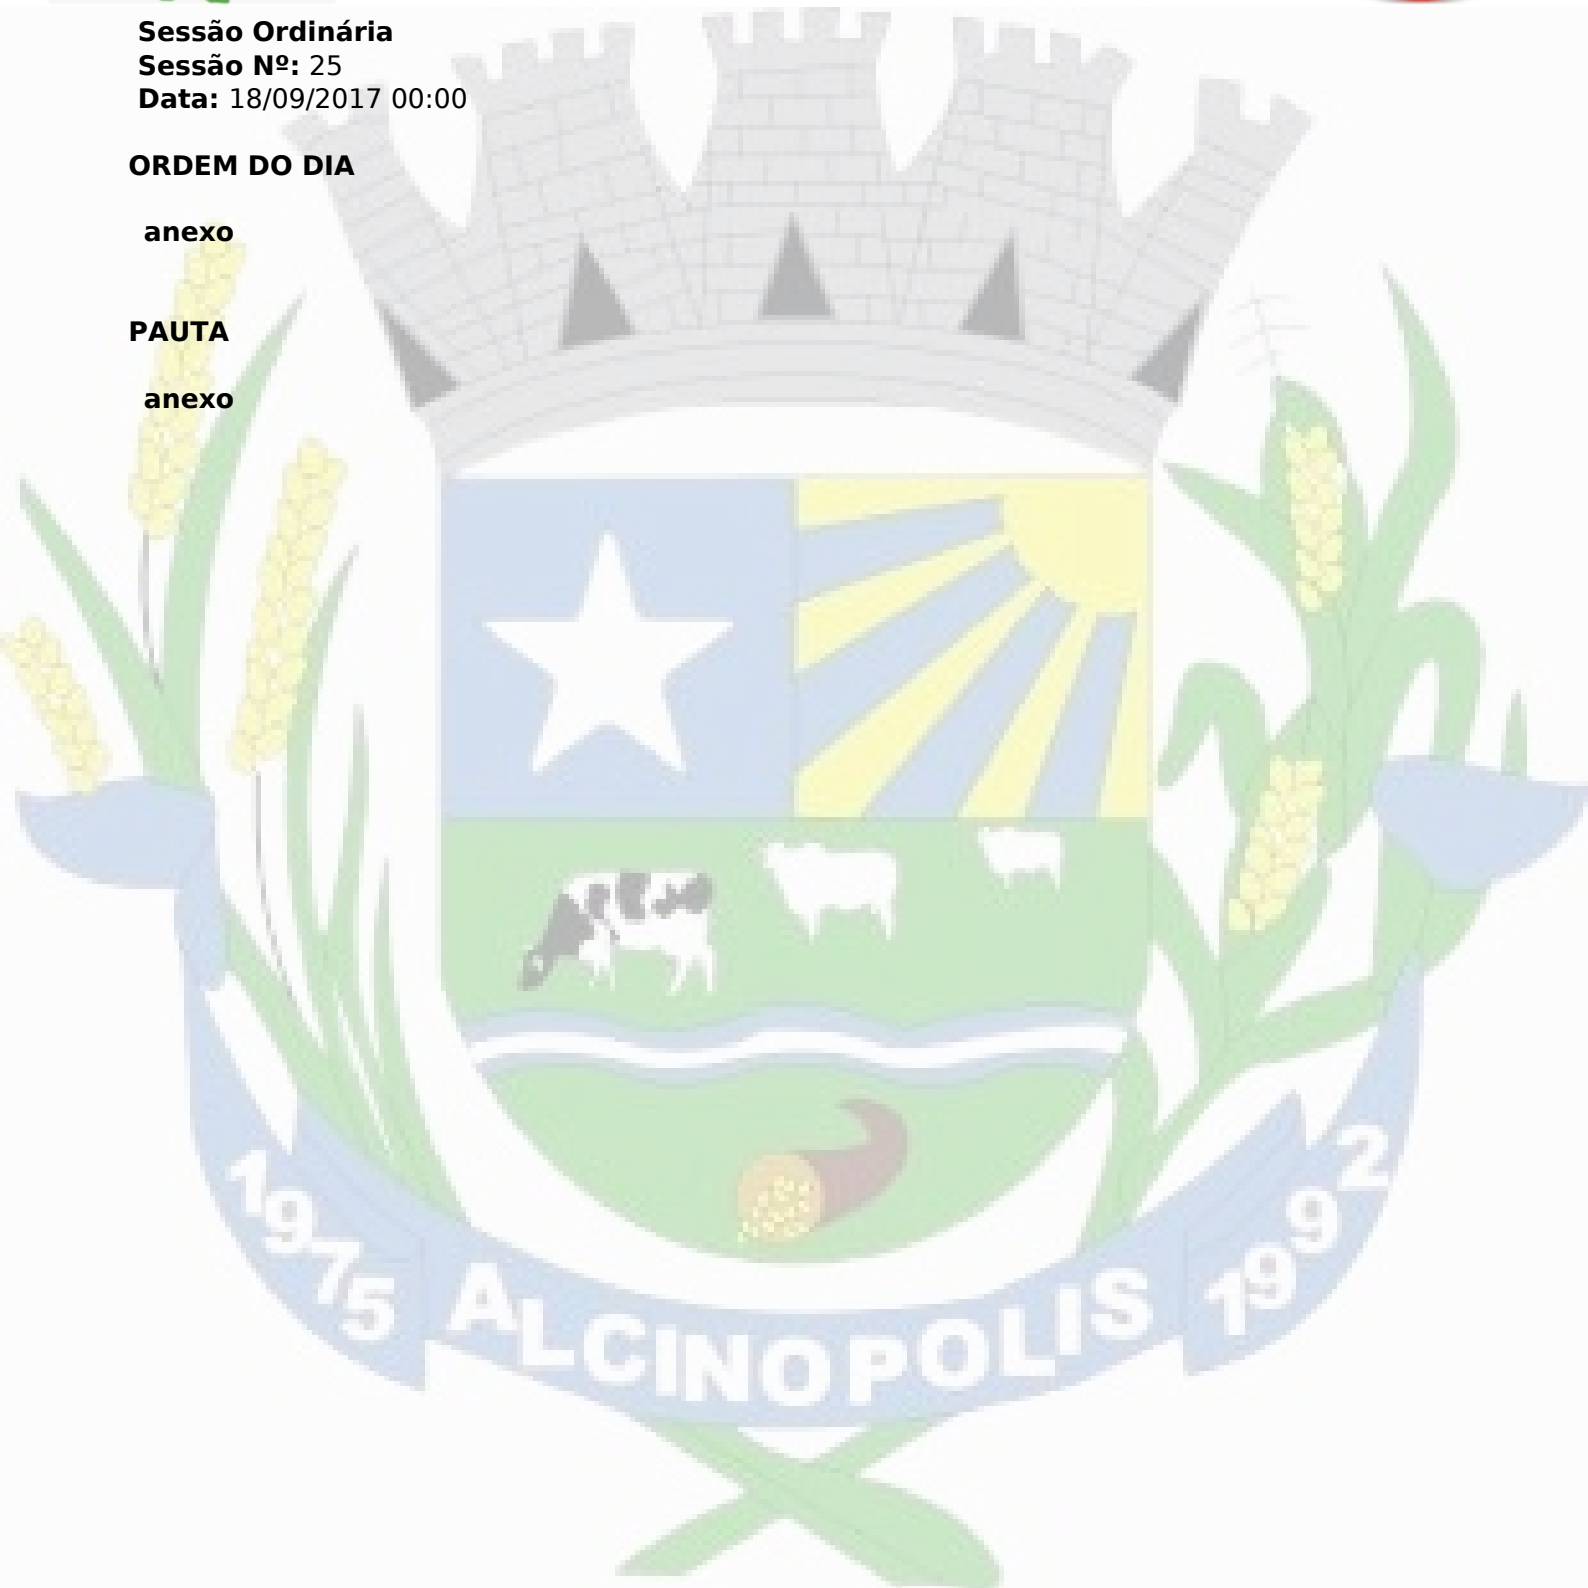 Sessão Ordinária
Sessão Nº: 25
Data: 18/09/2017 00:00
ORDEM DO DIA
anexo
PAUTA
anexo
1975 ALCINOPOLIS 1992